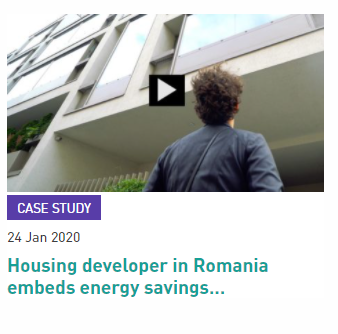 CASE STUDY
24 Jan 2020
Housing developer in Romania
embeds energy savings...